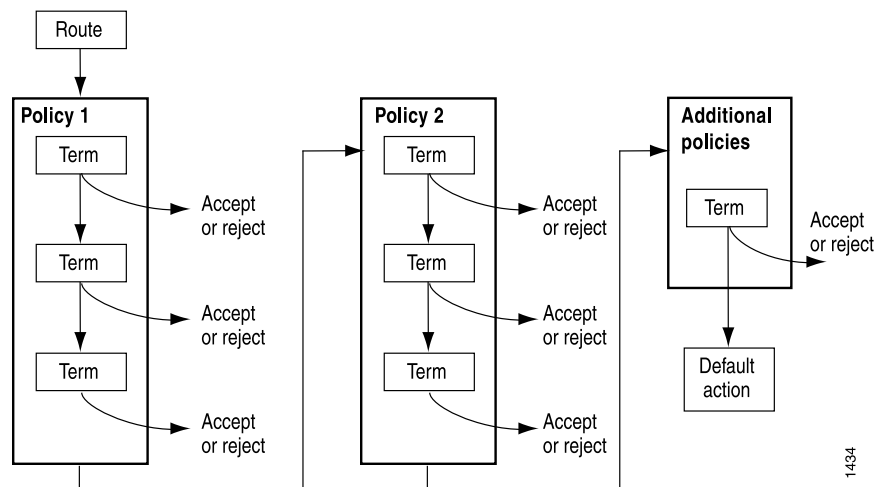 Route
Policy 1
Term
Accept
or reject
Term
Accept
or reject
Term
Accept
or reject
Policy 2
Term
Accept
or reject
Term
Accept
or reject
Term
Accept
or reject
Additional
policies
Term
Accept
or reject
Default
action
1434